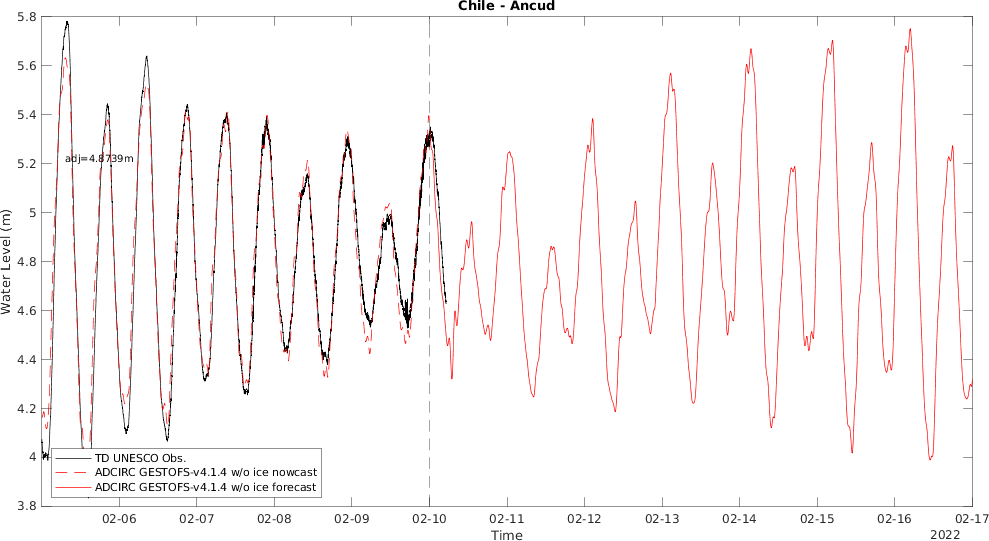 Chile - Ancud
5.8
5.6
5.4
5.2
5
4.8
4.6
4.4
4.2
4
3.8
Water Level (m)
adj=4.8739m
TD UNESCO Obs.
ADCIRC GESTOFS-v4.1.4 w/o ice nowcast
ADCIRC GESTOFS-v4.1.4 w/o ice forecast
02-06 02-07 02-08 02-09 02-10 02-11 02-12 02-13 02-14 02-15 02-16 02-17
Time
2022